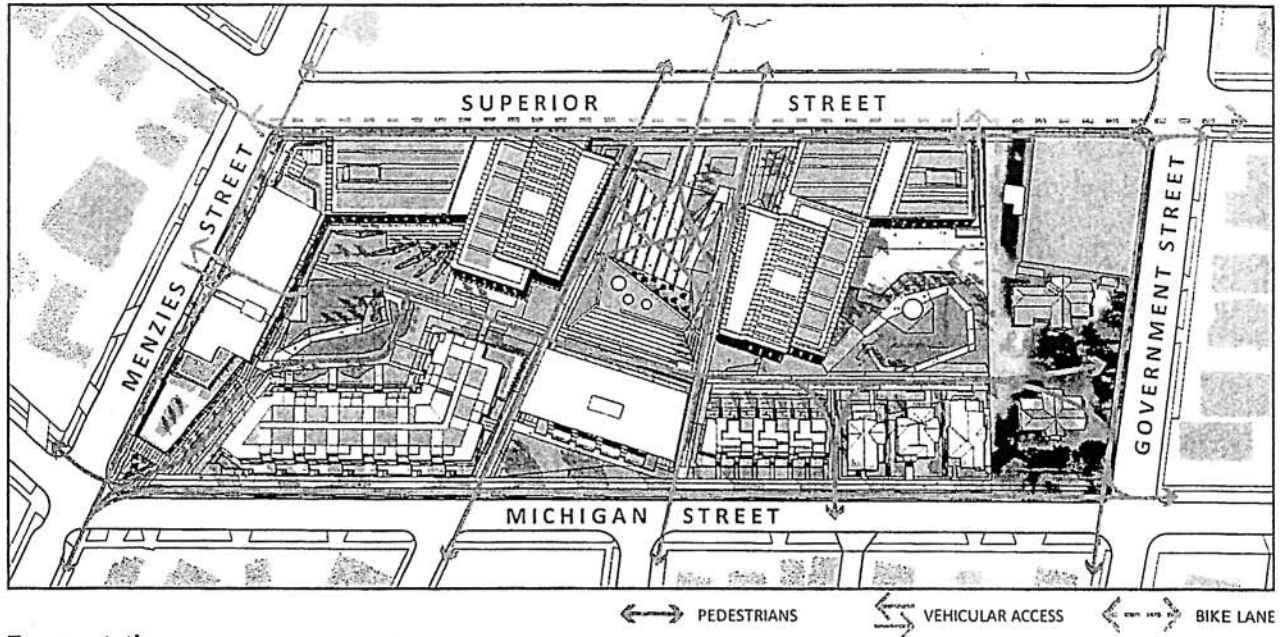 SUPERIOR STREET
MENZIES STREET
GOVERNMENT STREET
MICHIGAN STREET
PEDESTRIANS
VEHICULAR ACCESS
BIKE LANE